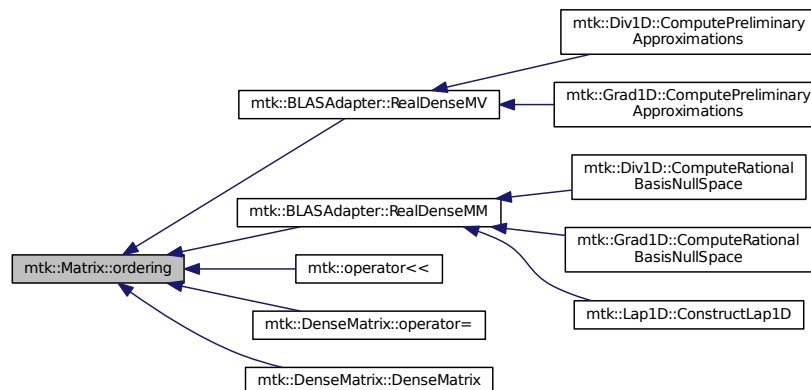 mtk::Div1D::ComputePreliminary
Approximations
mtk::BLASAdapter::RealDenseMV
mtk::Grad1D::ComputePreliminary
Approximations
mtk::Div1D::ComputeRational
BasisNullSpace
mtk::BLASAdapter::RealDenseMM
mtk::Grad1D::ComputeRational
BasisNullSpace
mtk::Matrix::ordering
mtk::operator<<
mtk::Lap1D::ConstructLap1D
mtk::DenseMatrix::operator=
mtk::DenseMatrix::DenseMatrix